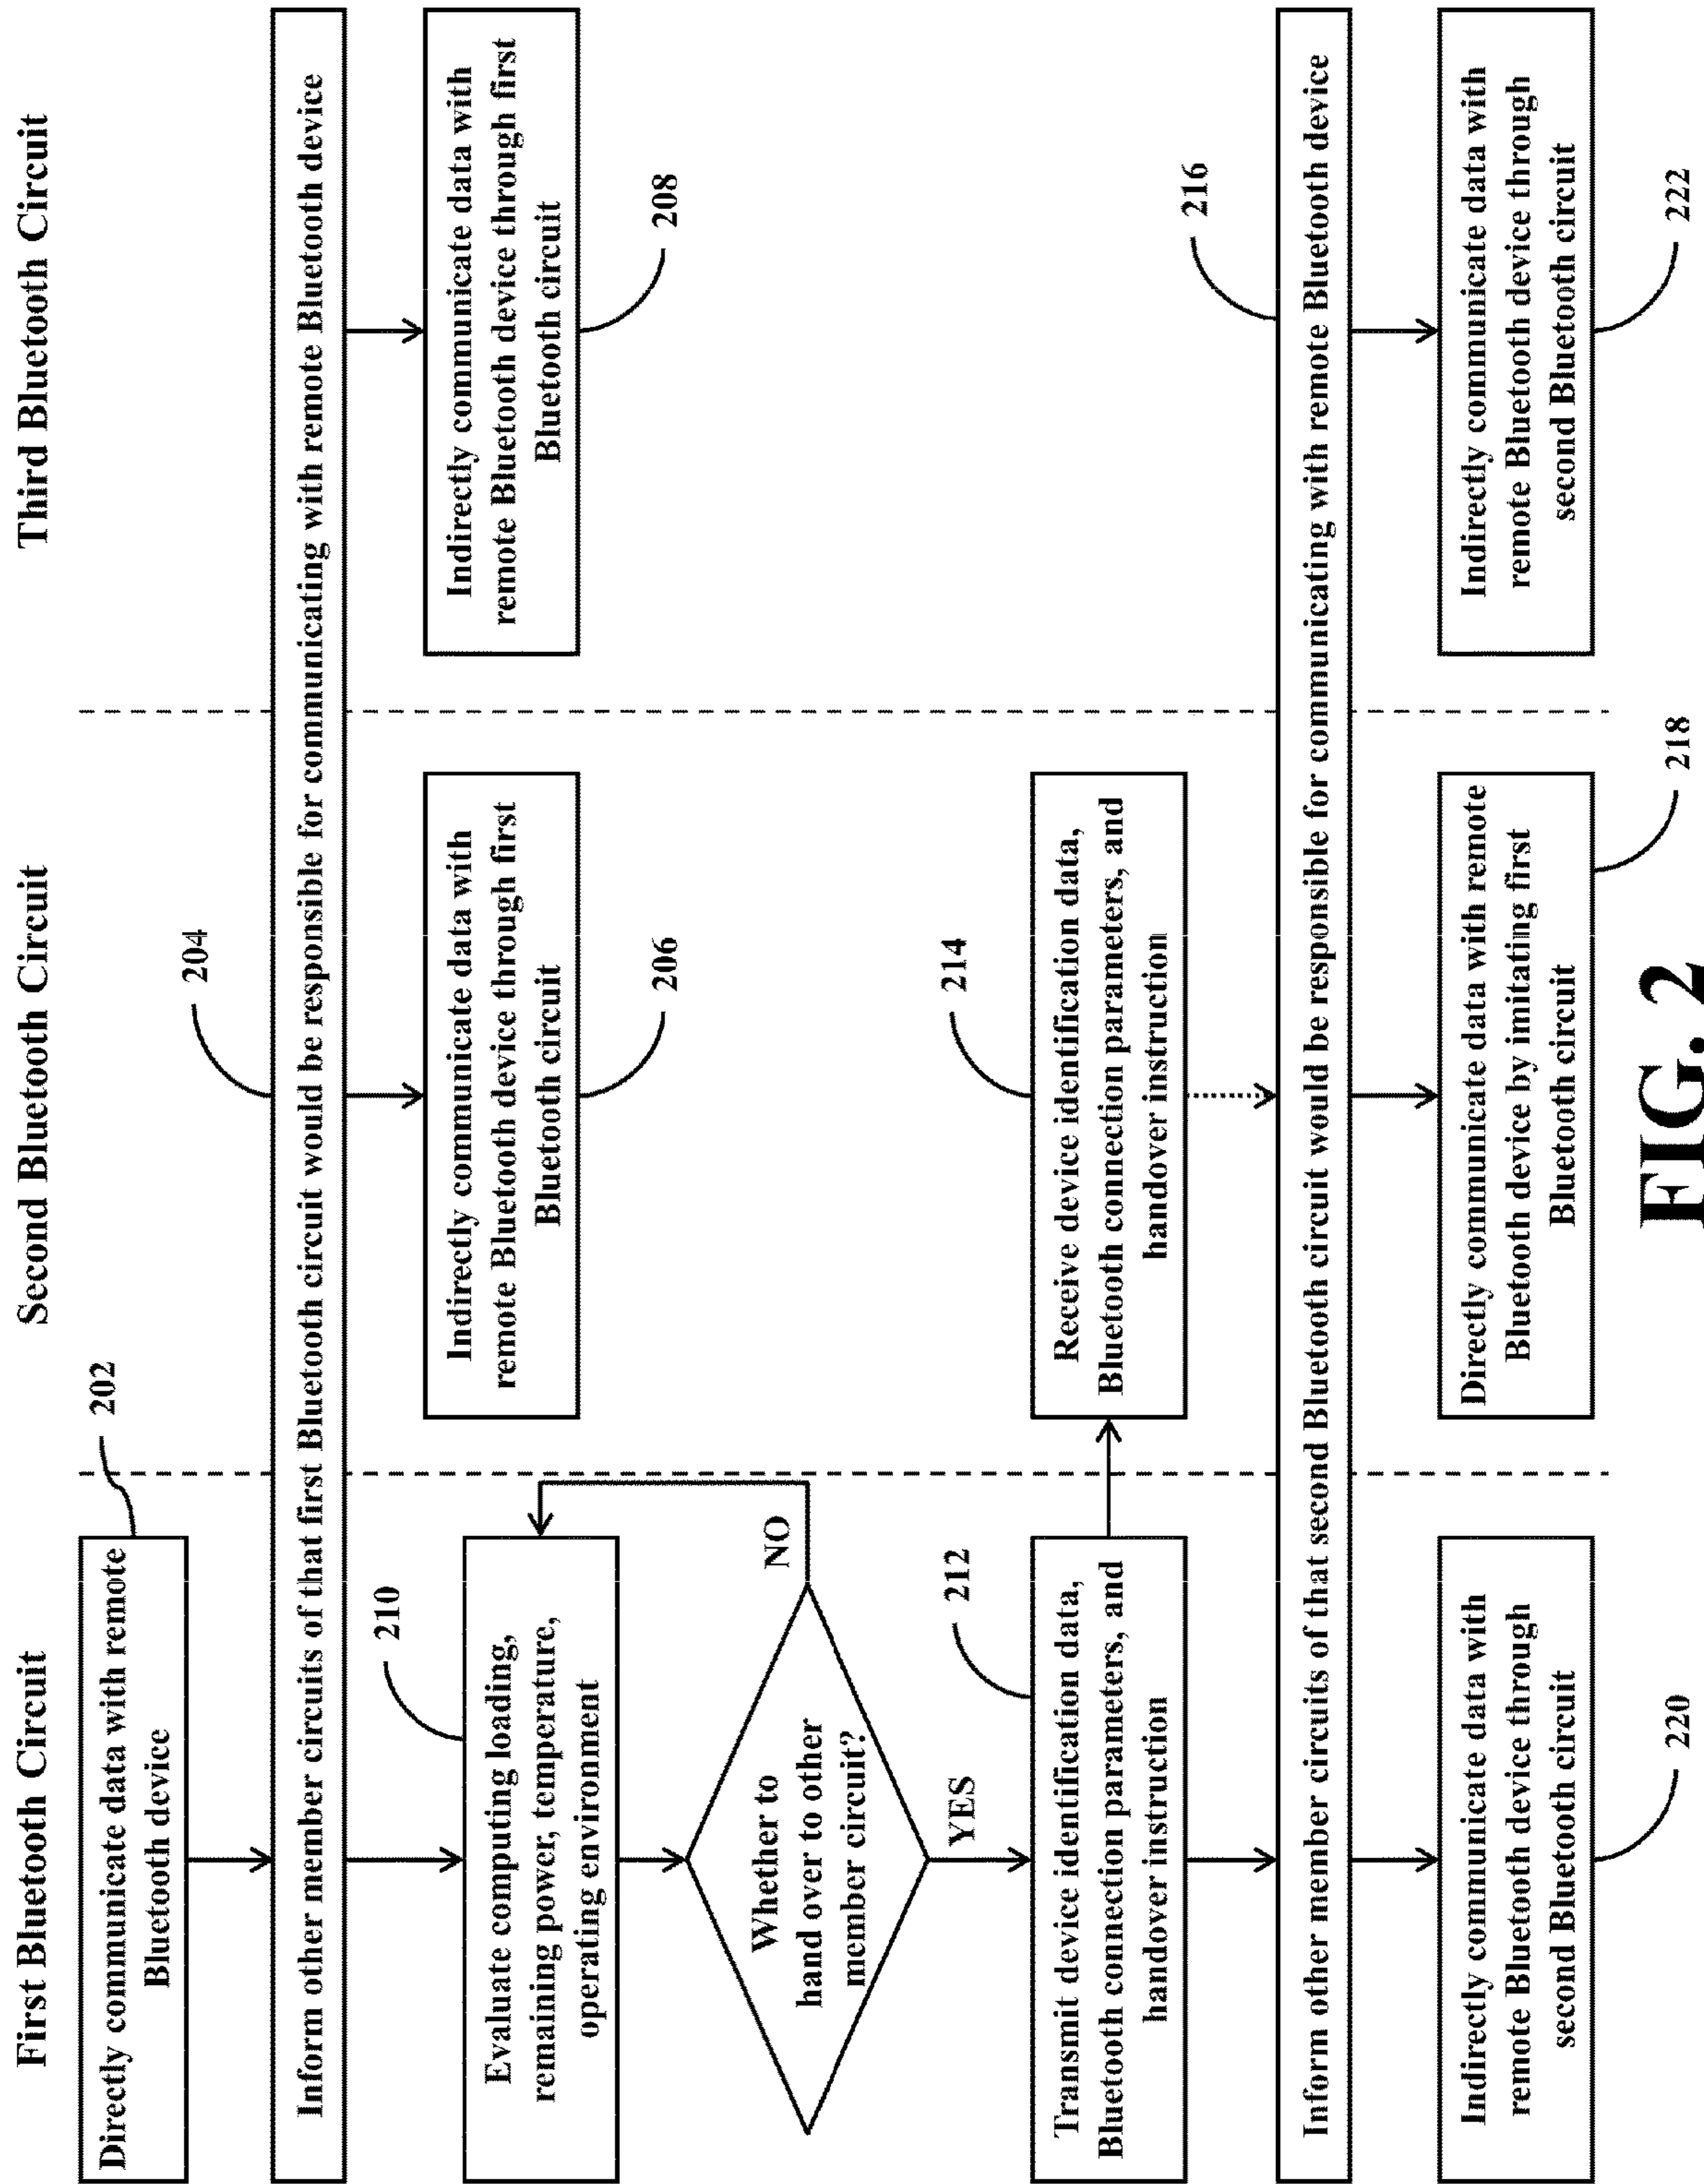 First Bluetooth Circuit
Second Bluetooth Circuit
Third Bluetooth Circuit
202
Directly communicate data with remote
Bluetooth device
204
Inform other member circuits of that first Bluetooth circuit would be responsible for communicating with remote Bluetooth device
210
Evaluate computing loading,
remaining power, temperature,
operating environment
Indirectly communicate data with
remote Bluetooth device through first
Bluetooth circuit
206
Indirectly communicate data with
remote Bluetooth device through first
Bluetooth circuit
208
Whether to
hand over to other
member circuit?
NO
YES
212
Transmit device identification data,
Bluetooth connection parameters, and
handover instruction
214
Receive device identification data,
Bluetooth connection parameters, and
handover instruction
216
Inform other member circuits of that second Bluetooth circuit would be responsible for communicating with remote Bluetooth device
Indirectly communicate data with
remote Bluetooth device through
second Bluetooth circuit
220
Directly communicate data with remote
Bluetooth device by imitating first
Bluetooth circuit
218
Indirectly communicate data with
remote Bluetooth device through
second Bluetooth circuit
222
FIG. 2